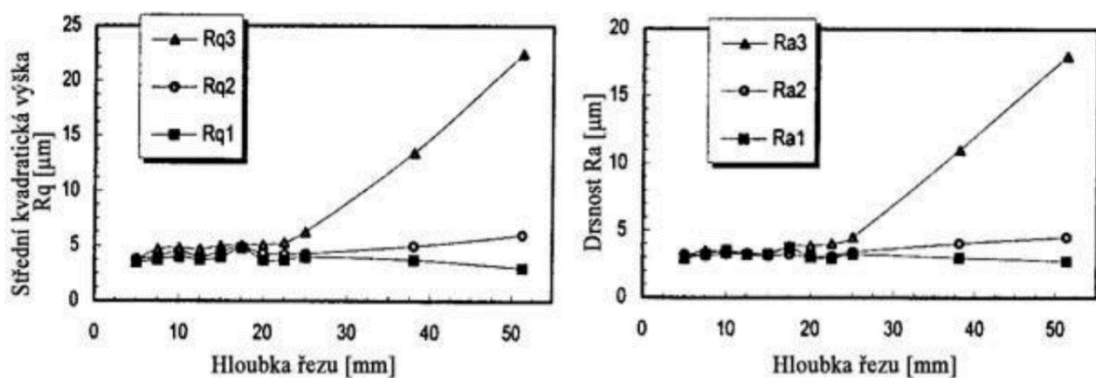 Střední kvadratická výška
Rq [μm]
25
20
15
10
5
0
Rq3
Rq2
Rq1
0 10 20 30 40 50
Hloubka řezu [mm]
Drsnost Ra [μm]
20
15
10
5
0
Ra3
Ra2
Ra1
0 10 20 30 40 50
Hloubka řezu [mm]